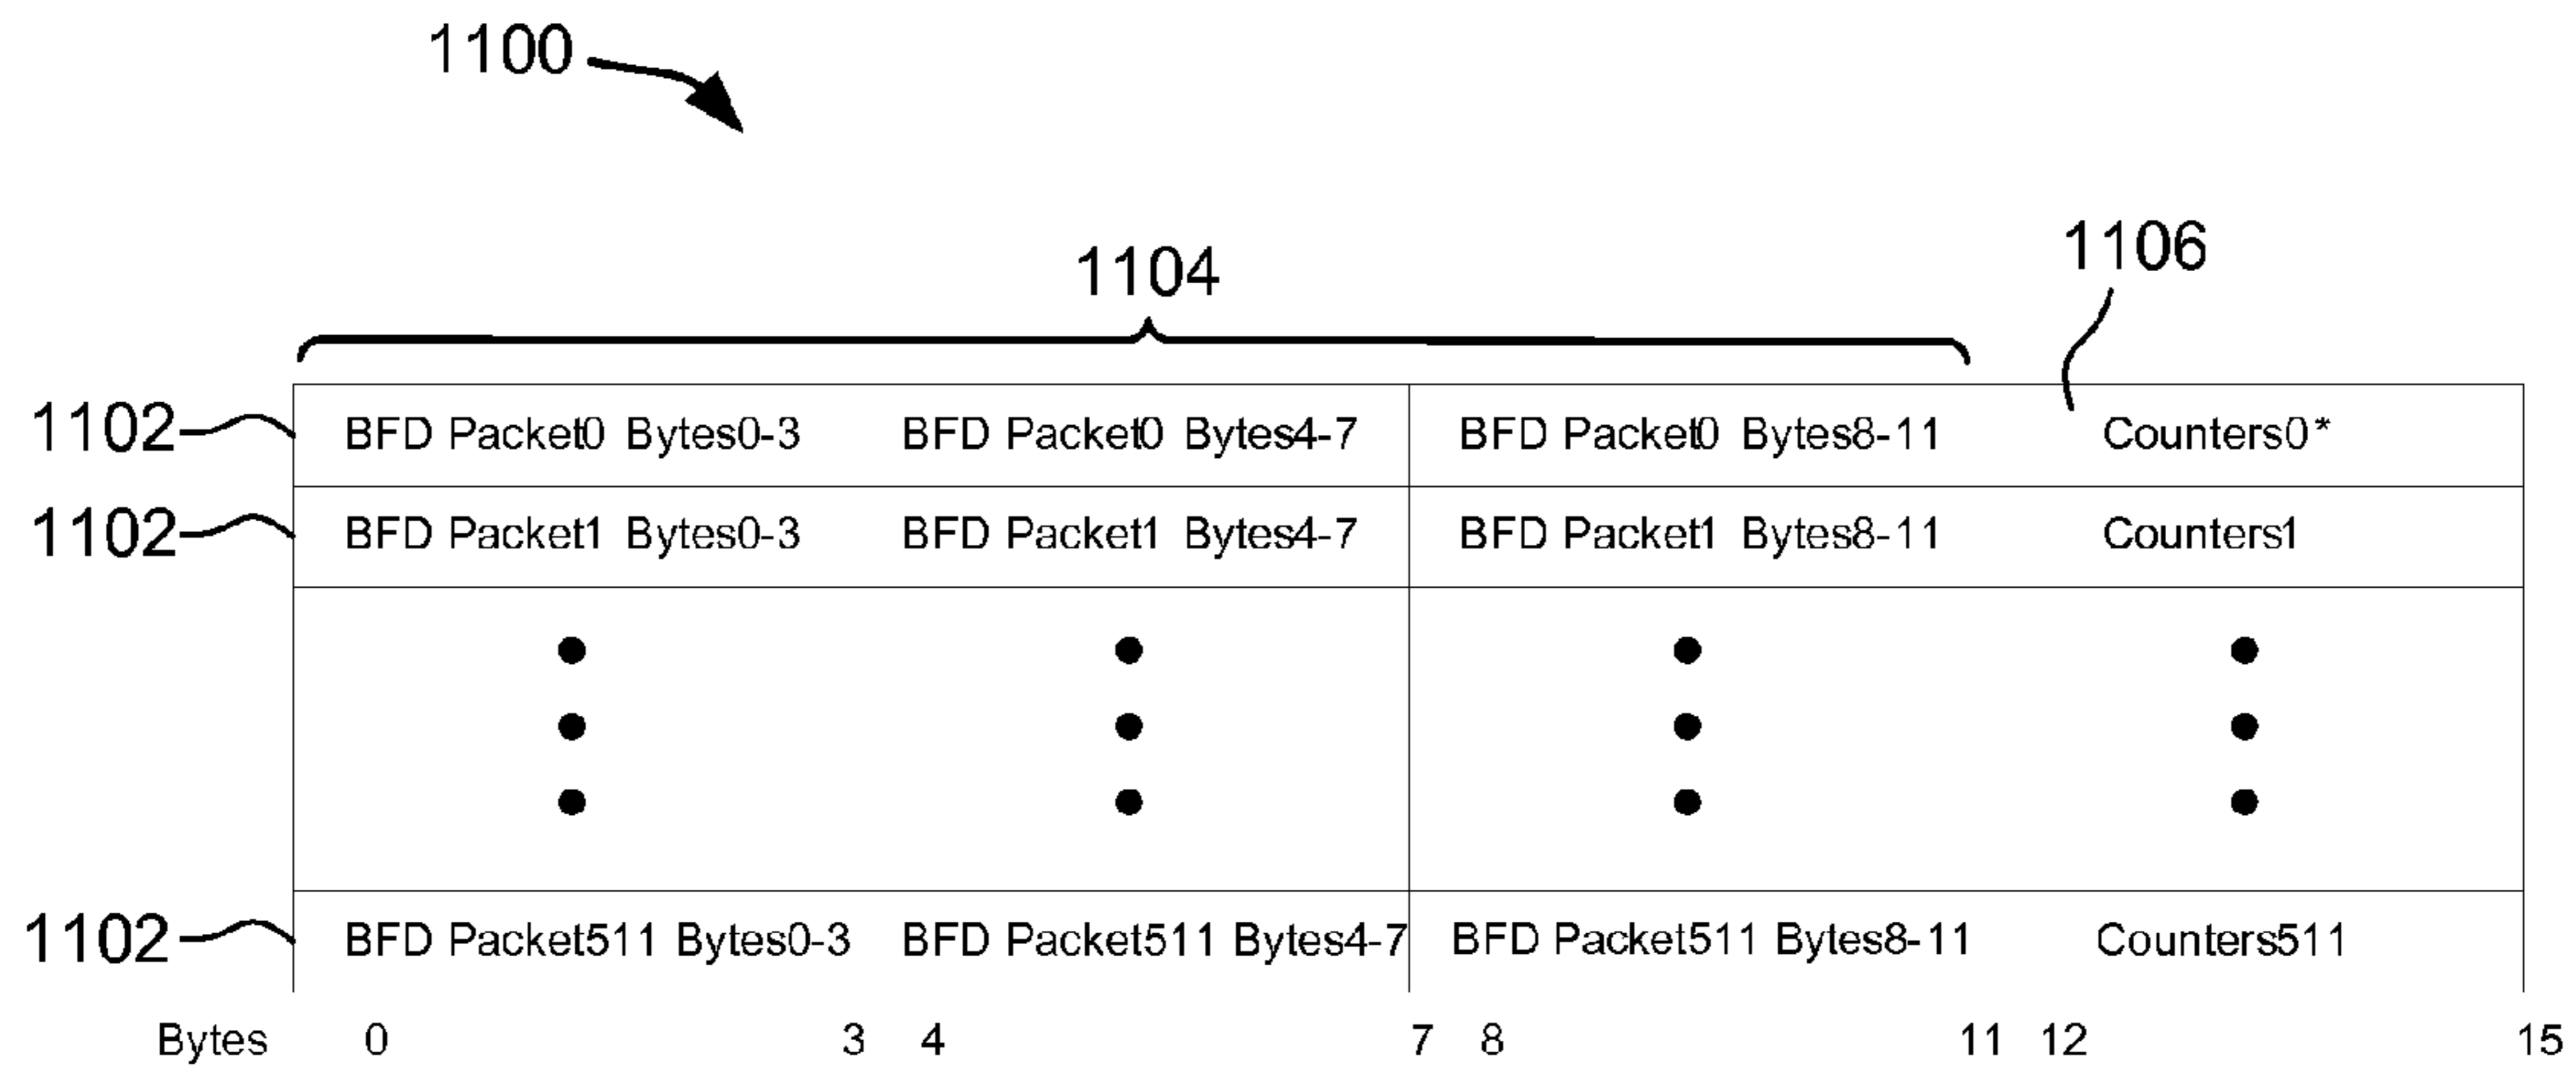 1100
1104
1106
1102 BFD Packet0 Bytes0-3 BFD Packet0 Bytes4-7 BFD Packet0 Bytes8-11 Counters0*
1102 BFD Packet1 Bytes0-3 BFD Packet1 Bytes4-7 BFD Packet1 Bytes8-11 Counters1
1102 BFD Packet511 Bytes0-3 BFD Packet511 Bytes4-7 BFD Packet511 Bytes8-11 Counters511
Bytes 0 3 4 7 8 11 12 15